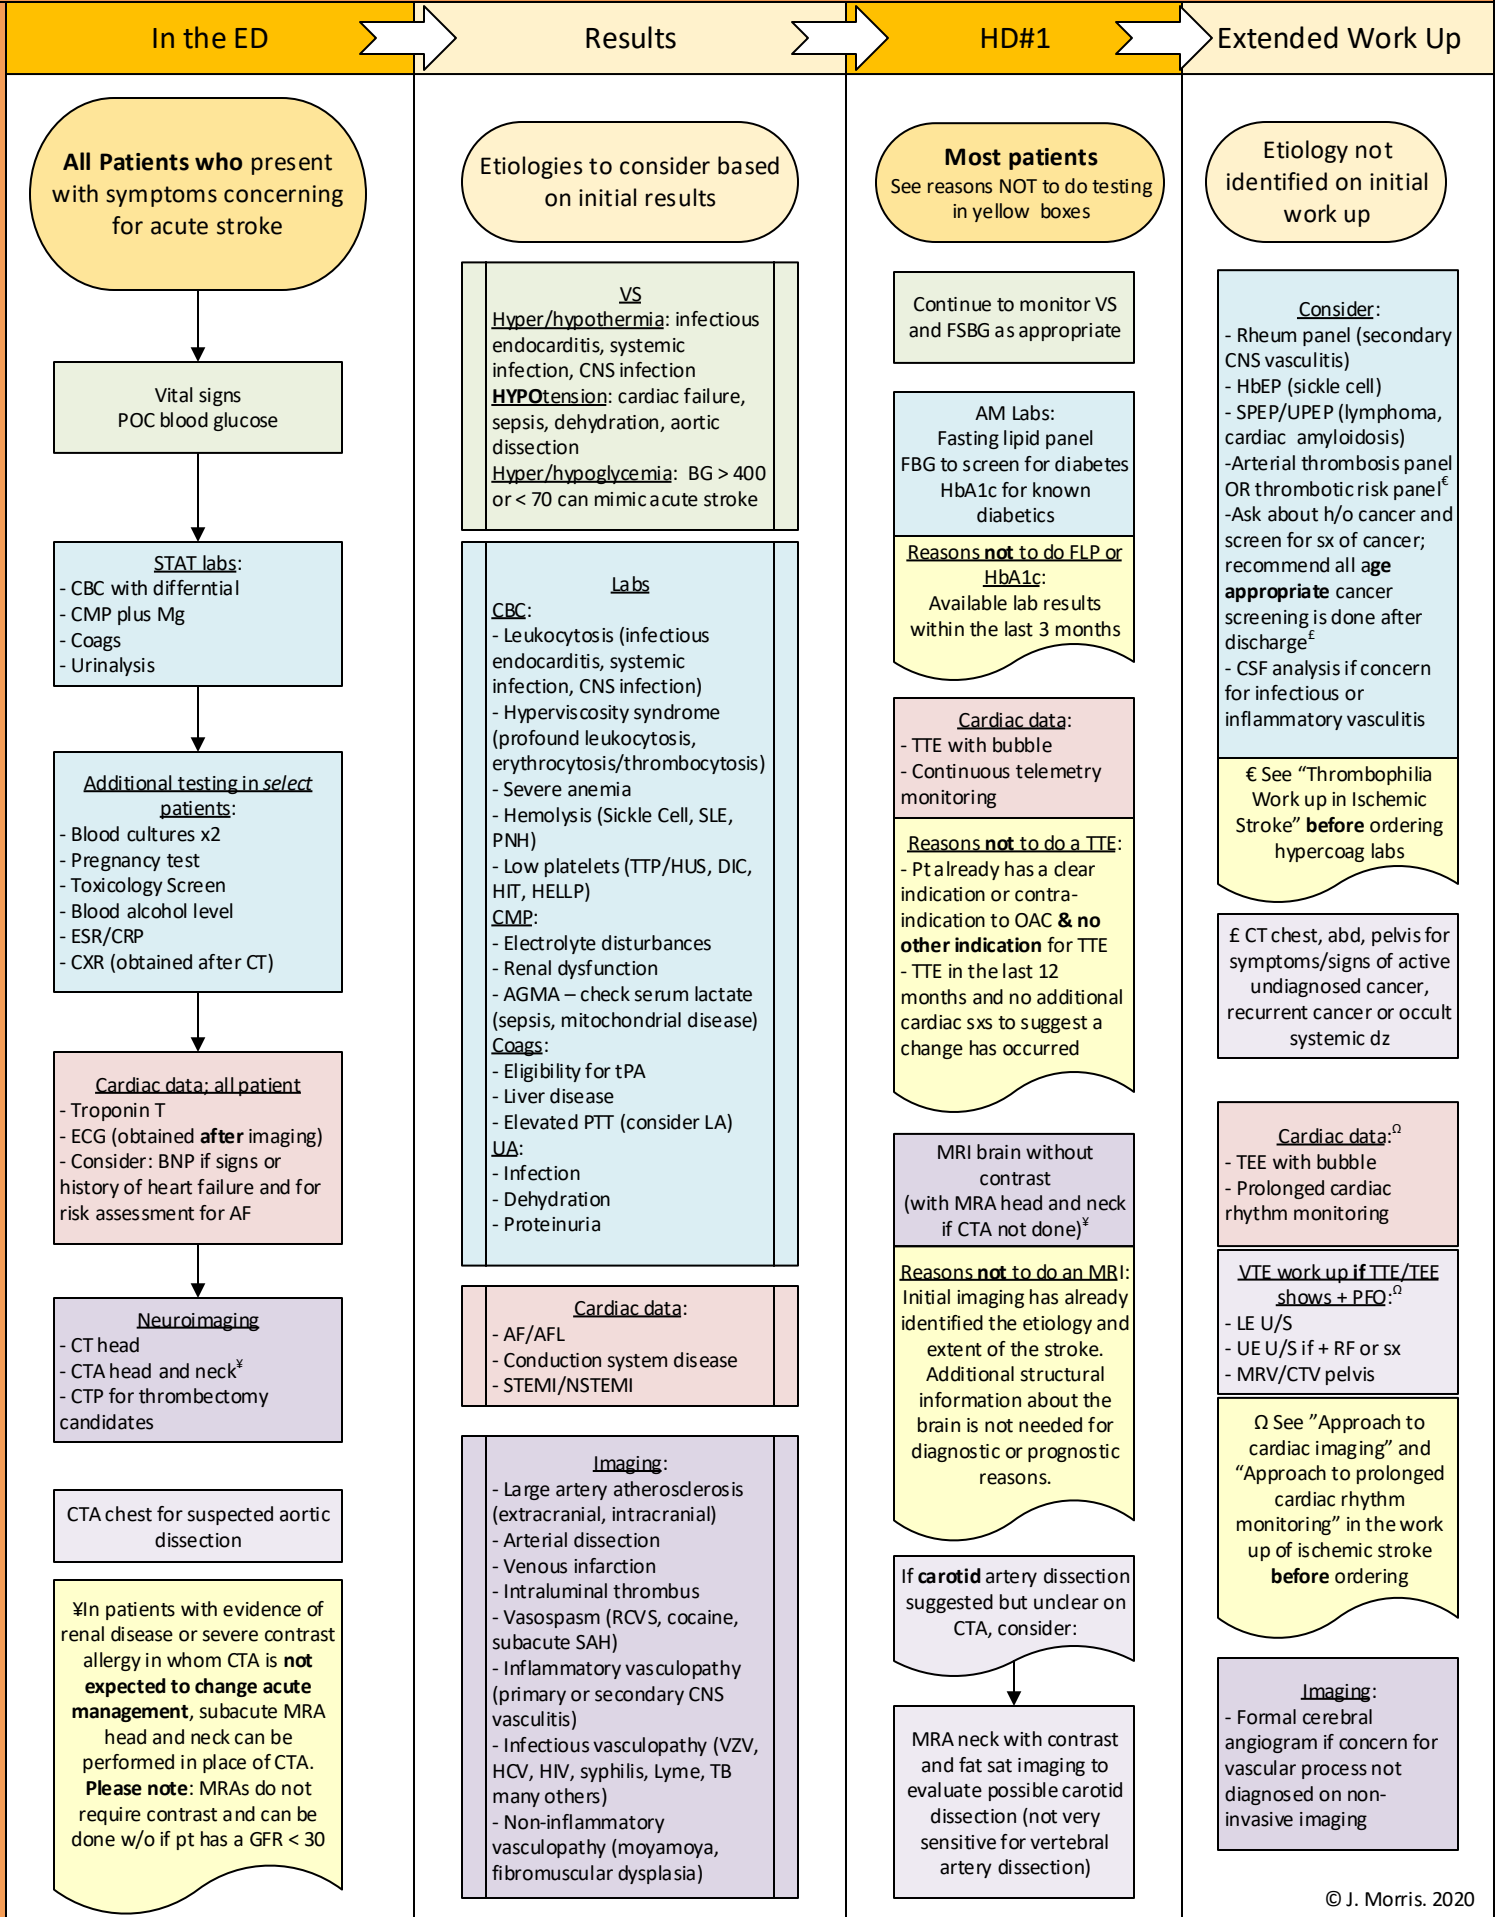 In the ED
Results
HD#1
Extended Work Up
All Patients who present
with symptoms concerning
for acute stroke
Vital signs
POC blood glucose
STAT labs:
- CBC with differntial
- CMP plus Mg
- Coags
- Urinalysis
Additional testing in select
patients:
- Blood cultures x2
- Pregnancy test
- Toxicology Screen
- Blood alcohol level
- ESR/CRP
- CXR (obtained after CT)
Cardiac data; all patient
- Troponin T
- ECG (obtained after imaging)
- Consider: BNP if signs or
history of heart failure and for
risk assessment for AF
Neuroimaging
- CT head
- CTA head and neck¥
- CTP for thrombectomy
candidates
CTA chest for suspected aortic
dissection
¥In patients with evidence of
renal disease or severe contrast
allergy in whom CTA is not
expected to change acute
management, subacute MRA
head and neck can be
performed in place of CTA.
Please note: MRAs do not
require contrast and can be
done w/o if pt has a GFR < 30
Etiologies to consider based
on initial results
VS
Hyper/hypothermia: infectious
endocarditis, systemic
infection, CNS infection
HYPOtension: cardiac failure,
sepsis, dehydration, aortic
dissection
Hyper/hypoglycemia: BG > 400
or < 70 can mimic acute stroke
Labs
CBC:
- Leukocytosis (infectious
endocarditis, systemic
infection, CNS infection)
- Hyperviscosity syndrome
(profound leukocytosis,
erythrocytosis/thrombocytosis)
- Severe anemia
- Hemolysis (Sickle Cell, SLE,
PNH)
- Low platelets (TTP/HUS, DIC,
HIT, HELLP)
CMP:
- Electrolyte disturbances
- Renal dysfunction
- AGMA – check serum lactate
(sepsis, mitochondrial disease)
Coags:
- Eligibility for tPA
- Liver disease
- Elevated PTT (consider LA)
UA:
- Infection
- Dehydration
- Proteinuria
Cardiac data:
- AF/AFL
- Conduction system disease
- STEMI/NSTEMI
Imaging:
- Large artery atherosclerosis
(extracranial, intracranial)
- Arterial dissection
- Venous infarction
- Intraluminal thrombus
- Vasospasm (RCVS, cocaine,
subacute SAH)
- Inflammatory vasculopathy
(primary or secondary CNS
vasculitis)
- Infectious vasculopathy (VZV,
HCV, HIV, syphilis, Lyme, TB
many others)
- Non-inflammatory
vasculopathy (moyamoya,
fibromuscular dysplasia)
Most patients
See reasons NOT to do testing
in yellow boxes
Continue to monitor VS
and FSBG as appropriate
AM Labs:
Fasting lipid panel
FBG to screen for diabetes
HbA1c for known
diabetics
Reasons not to do FLP or
HbA1c:
Available lab results
within the last 3 months
Cardiac data:
- TTE with bubble
- Continuous telemetry
monitoring
Reasons not to do a TTE:
- Pt already has a clear
indication or contra-
indication to OAC & no
other indication for TTE
- TTE in the last 12
months and no additional
cardiac sxs to suggest a
change has occurred
MRI brain without
contrast
(with MRA head and neck
if CTA not done)¥
Reasons not to do an MRI:
Initial imaging has already
identified the etiology and
extent of the stroke.
Additional structural
information about the
brain is not needed for
diagnostic or prognostic
reasons.
If carotid artery dissection
suggested but unclear on
CTA, consider:
MRA neck with contrast
and fat sat imaging to
evaluate possible carotid
dissection (not very
sensitive for vertebral
artery dissection)
Etiology not
identified on initial
work up
Consider:
- Rheum panel (secondary
CNS vasculitis)
- HbEP (sickle cell)
- SPEP/UPEP (lymphoma,
cardiac amyloidosis)
-Arterial thrombosis panel
OR thrombotic risk panel€
-Ask about h/o cancer and
screen for sx of cancer;
recommend all age
appropriate cancer
screening is done after
discharge£
- CSF analysis if concern
for infectious or
inflammatory vasculitis
€ See “Thrombophilia
Work up in Ischemic
Stroke” before ordering
hypercoag labs
£ CT chest, abd, pelvis for
symptoms/signs of active
undiagnosed cancer,
recurrent cancer or occult
systemic dz
Cardiac data:Ω
- TEE with bubble
- Prolonged cardiac
rhythm monitoring
VTE work up if TTE/TEE
shows + PFO:Ω
- LE U/S
- UE U/S if + RF or sx
- MRV/CTV pelvis
Ω See ”Approach to
cardiac imaging” and
“Approach to prolonged
cardiac rhythm
monitoring” in the work
up of ischemic stroke
before ordering
Imaging:
- Formal cerebral
angiogram if concern for
vascular process not
diagnosed on non-
invasive imaging
© J. Morris. 2020